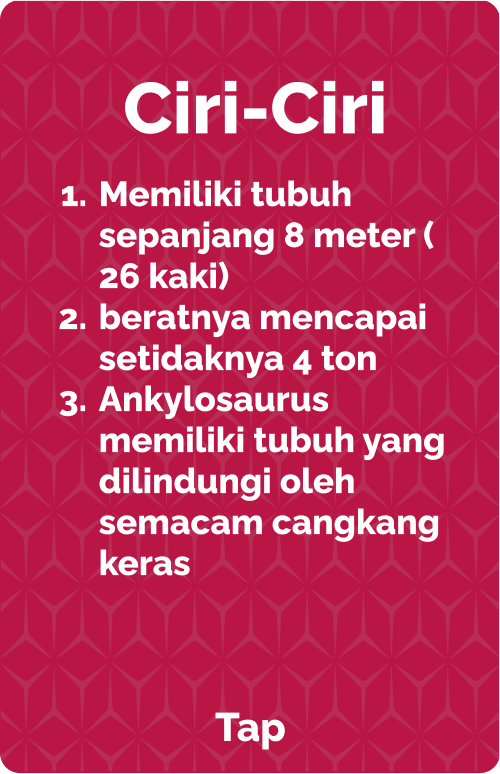 Ciri-Ciri
1. Memiliki tubuh
sepanjang 8 meter (
26 kaki)
2. beratnya mencapai
setidaknya 4 ton
3. Ankylosaurus
memiliki tubuh yang
dilindungi oleh
semacam cangkang
keras
Tap